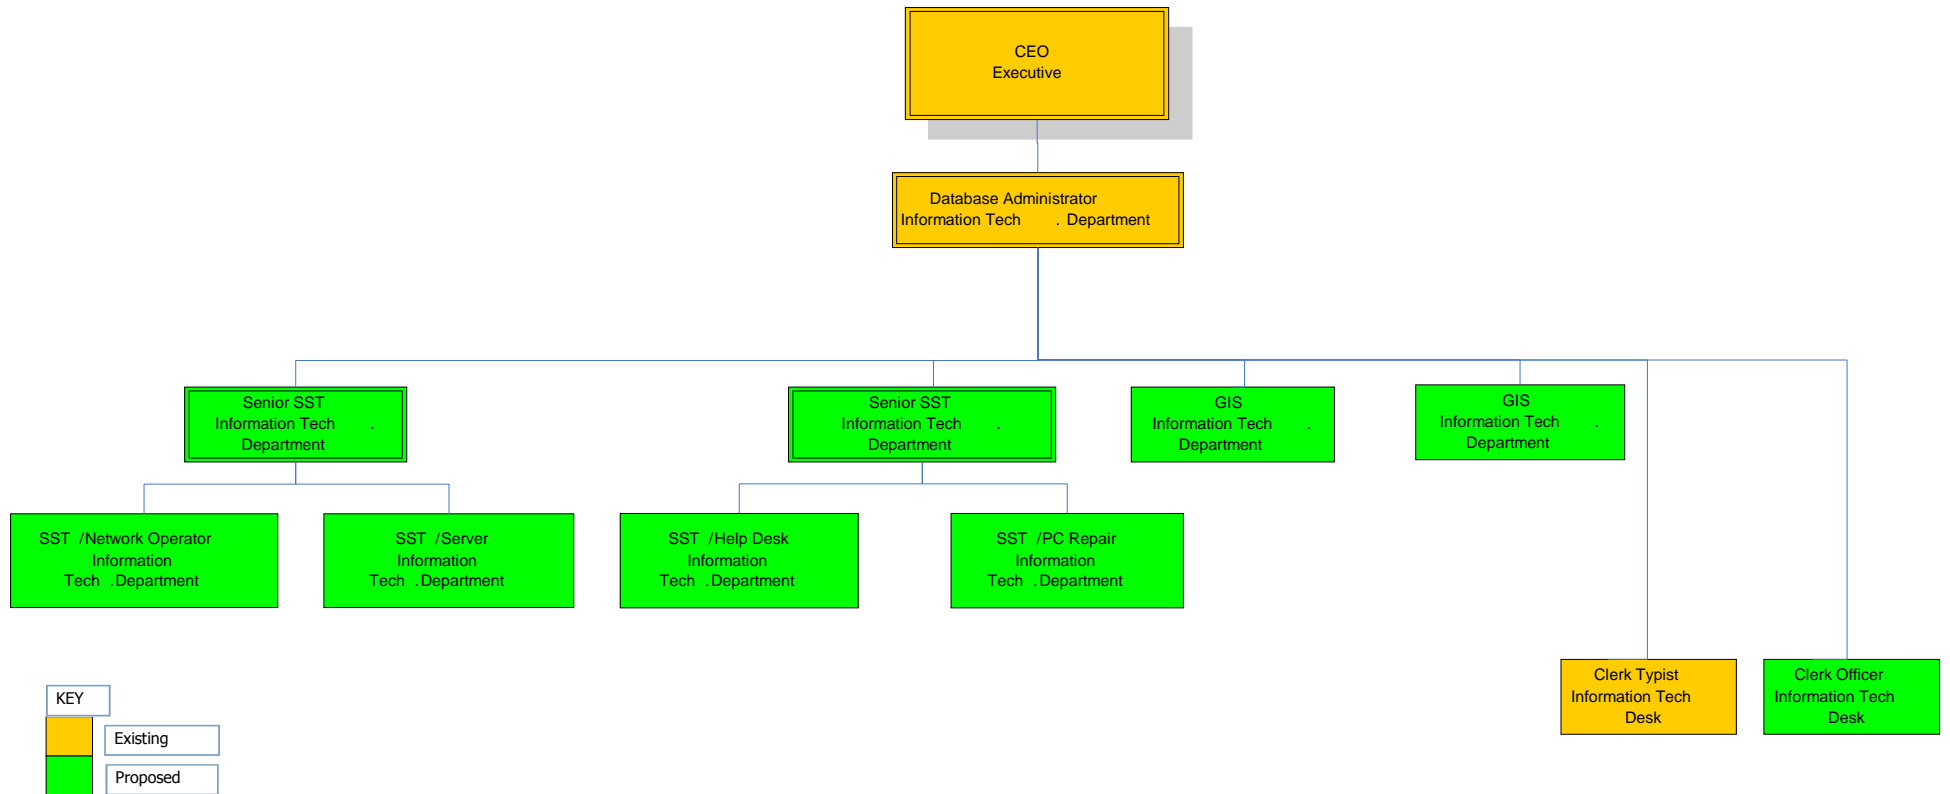 CEO
Executive
Database Administrator
Information Tech . Department
Senior SST
Information Tech .
Department
Senior SST
Information Tech .
Department
GIS
Information Tech .
Department
GIS
Information Tech .
Department
SST /Network Operator
Information
Tech .Department
SST /Server
Information
Tech .Department
SST /Help Desk
Information
Tech .Department
SST /PC Repair
Information
Tech .Department
Clerk Typist
Information Tech
Desk
Clerk Officer
Information Tech
Desk
KEY
Existing
Proposed